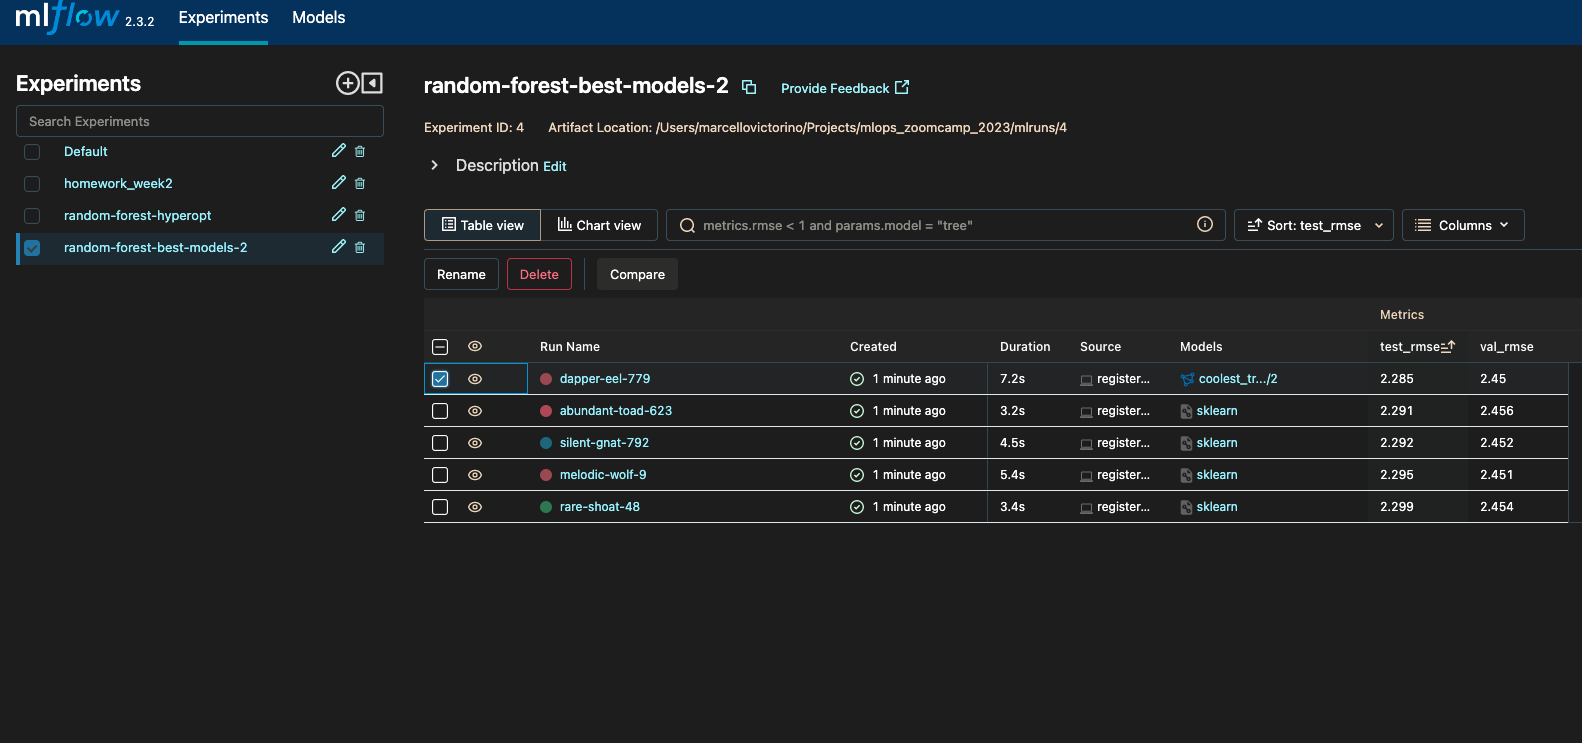 mlflow 2.3.2 Experiments Models
Experiments
Search Experiments
Default
homework_week2
random-forest-hyperopt
random-forest-best-models-2
random-forest-best-models-2 Provide Feedback
Experiment ID: 4 Artifact Location: /Users/marcellovictorino/Projects/mlops_zoomcamp_2023/mlruns/4
Description Edit
Table view Chart view metrics.rmse < 1 and params.model = "tree" Sort: test_rmse Columns
Rename Delete Compare
Metrics
Run Name Created Duration Source Models test_rmse val_rmse
dapper-eel-779 1 minute ago 7.2s register... coolest_tr.../2 2.285 2.45
abundant-toad-623 1 minute ago 3.2s register... sklearn 2.291 2.456
silent-gnat-792 1 minute ago 4.5s register... sklearn 2.292 2.452
melodic-wolf-9 1 minute ago 5.4s register... sklearn 2.295 2.451
rare-shoat-48 1 minute ago 3.4s register... sklearn 2.299 2.454